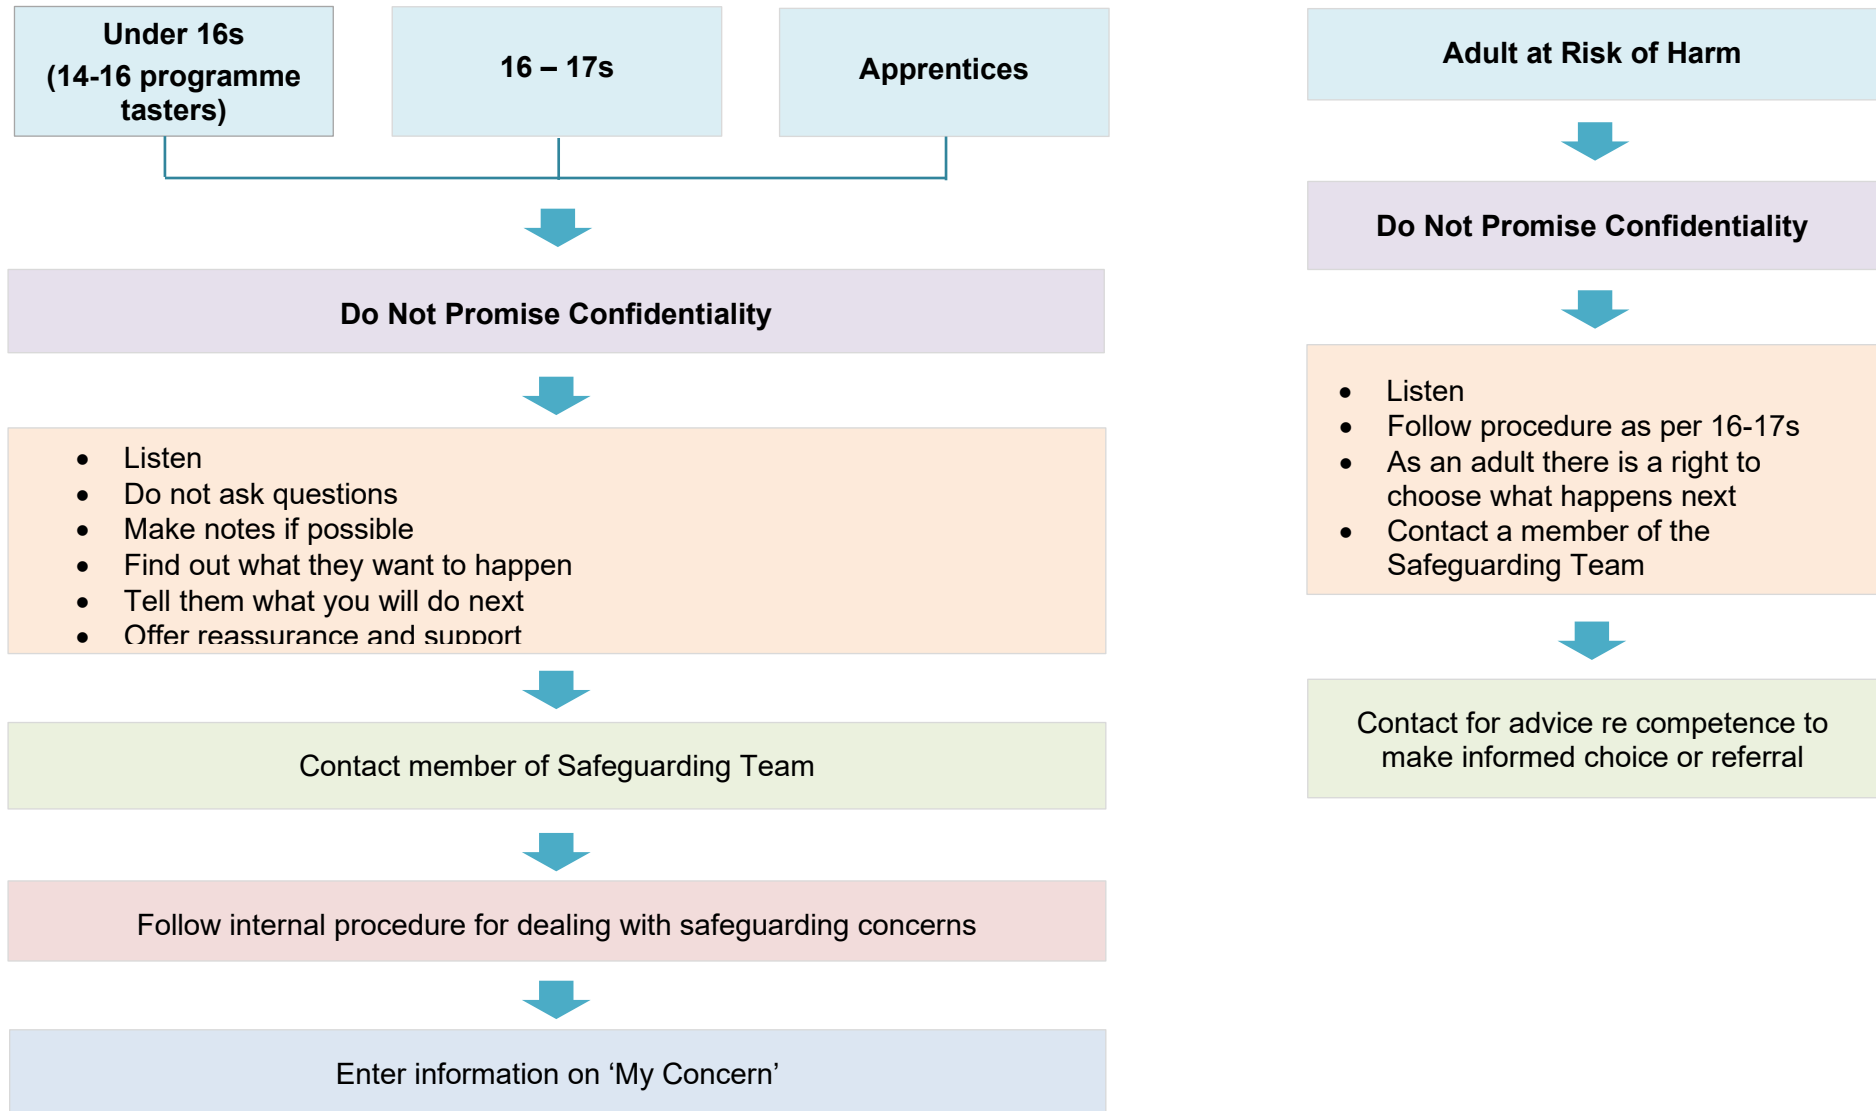 Under 16s
(14-16 programme
tasters)
16 – 17s
Apprentices
Do Not Promise Confidentiality
• Listen
• Do not ask questions
• Make notes if possible
• Find out what they want to happen
• Tell them what you will do next
• Offer reassurance and support
Contact member of Safeguarding Team
Follow internal procedure for dealing with safeguarding concerns
Enter information on ‘My Concern’
Adult at Risk of Harm
Do Not Promise Confidentiality
• Listen
• Follow procedure as per 16-17s
• As an adult there is a right to
choose what happens next
• Contact a member of the
Safeguarding Team
Contact for advice re competence to
make informed choice or referral